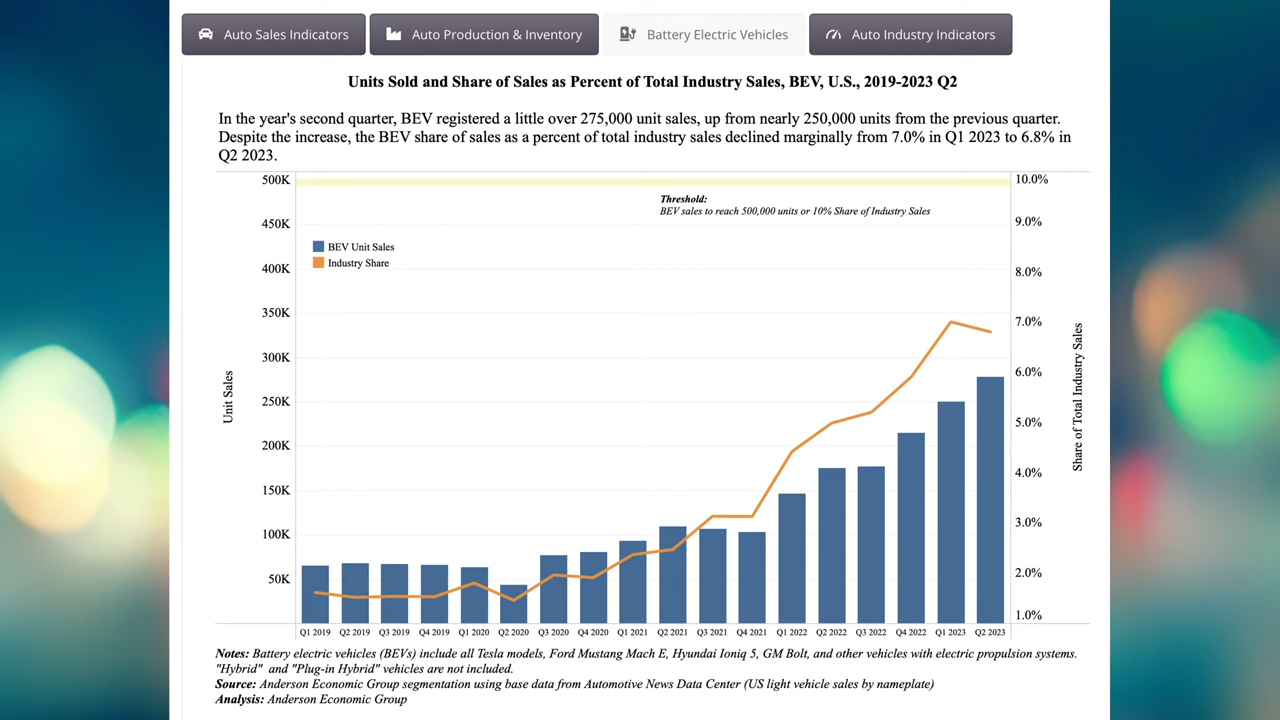 Auto Sales Indicators
Auto Production & Inventory
Battery Electric Vehicles
Auto Industry Indicators
Units Sold and Share of Sales as Percent of Total Industry Sales, BEV, U.S., 2019-2023 Q2
In the year's second quarter, BEV registered a little over 275,000 unit sales, up from nearly 250,000 units from the previous quarter.
Despite the increase, the BEV share of sales as a percent of total industry sales declined marginally from 7.0% in Q1 2023 to 6.8% in
Q2 2023.
500K
450K
400K
350K
300K
250K
200K
150K
100K
50K
Unit Sales
Threshold:
BEV sales to reach 500,000 units or 10% Share of Industry Sales
BEV Unit Sales
Industry Share
10.0%
9.0%
8.0%
7.0%
6.0%
5.0%
4.0%
3.0%
2.0%
1.0%
Share of Total Industry Sales
Q1 2019
Q2 2019
Q3 2019
Q4 2019
Q1 2020
Q2 2020
Q3 2020
Q4 2020
Q1 2021
Q2 2021
Q3 2021
Q4 2021
Q1 2022
Q2 2022
Q3 2022
Q4 2022
Q1 2023
Q2 2023
Notes: Battery electric vehicles (BEVs) include all Tesla models, Ford Mustang Mach E, Hyundai Ioniq 5, GM Bolt, and other vehicles with electric propulsion systems.
"Hybrid" and "Plug-in Hybrid" vehicles are not included.
Source: Anderson Economic Group segmentation using base data from Automotive News Data Center (US light vehicle sales by nameplate)
Analysis: Anderson Economic Group